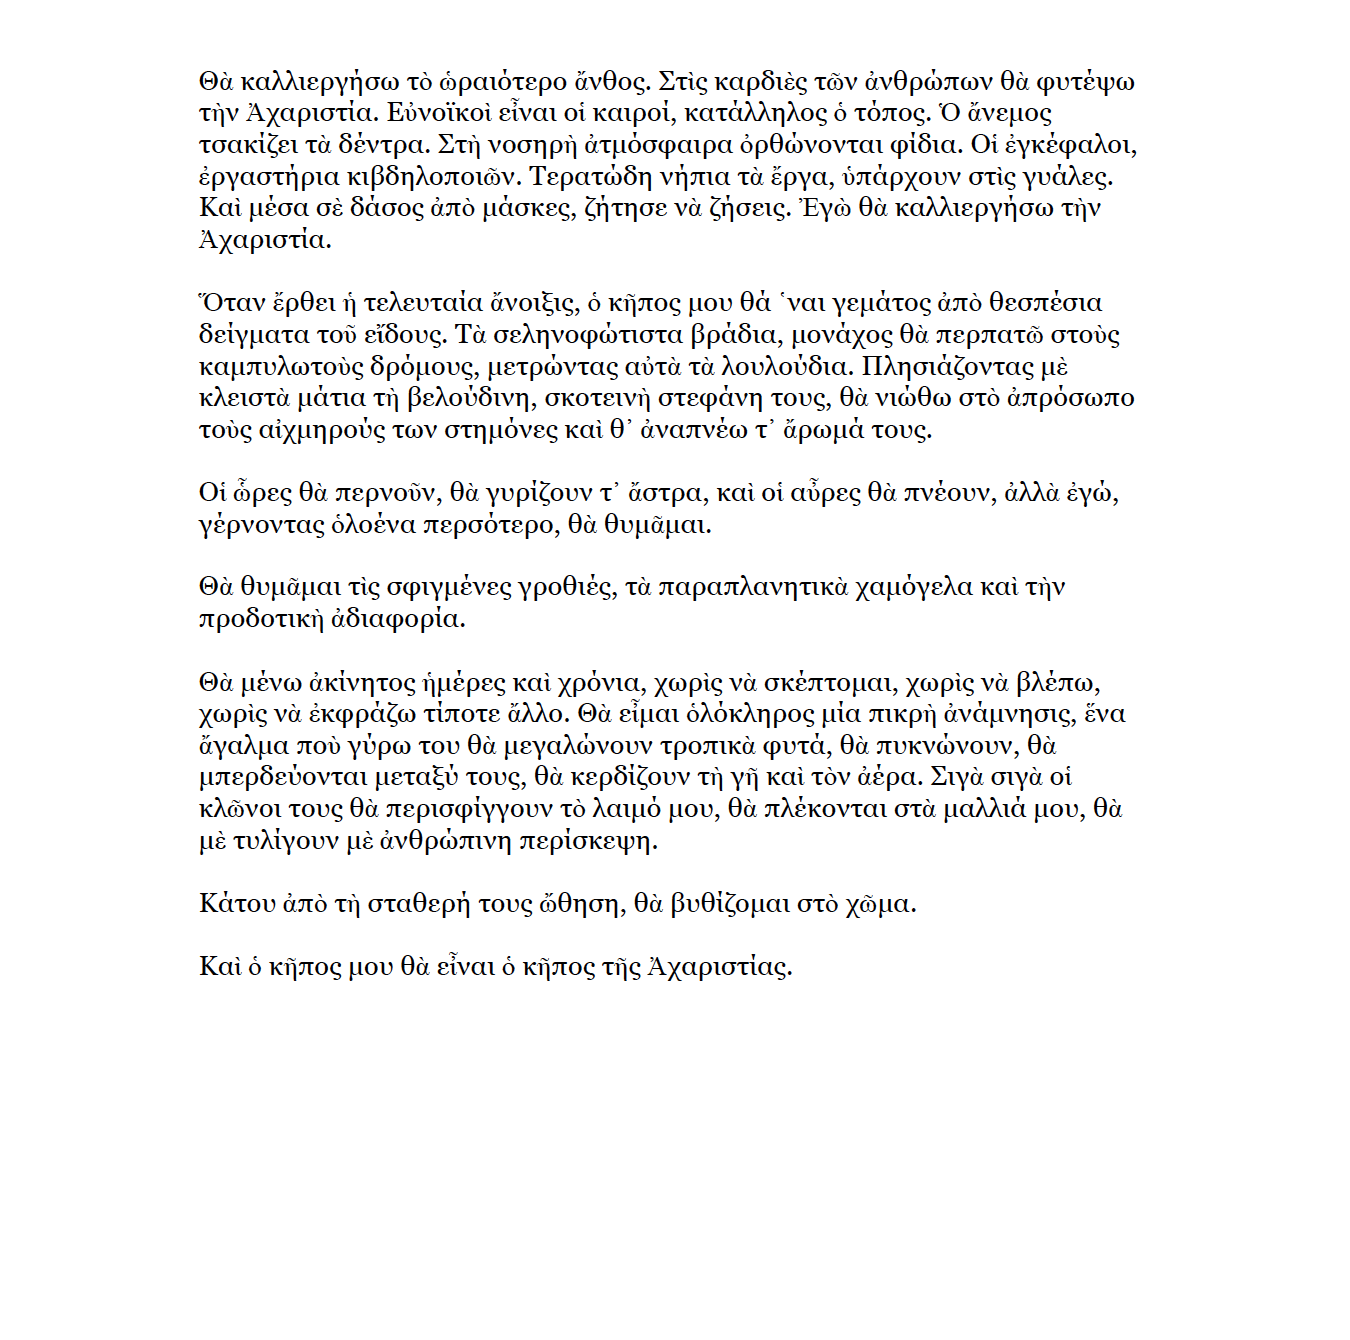 Θὰ καλλιεργήσω τὸ ὡραιότερο ἄνθος. Στὶς καρδιὲς τῶν ἀνθρώπων θὰ φυτέψω
τὴν Ἀχαριστία. Εὐνοϊκοὶ εἶναι οἱ καιροί, κατάλληλος ὁ τόπος. Ὁ ἄνεμος
τσακίζει τὰ δέντρα. Στὴ νοσηρὴ ἀτμόσφαιρα ὀρθώνονται φίδια. Οἱ ἐγκέφαλοι,
ἐργαστήρια κιβδηλοποιῶν. Τερατώδη νήπια τὰ ἔργα, ὑπάρχουν στὶς γυάλες.
Καὶ μέσα σὲ δάσος ἀπὸ μάσκες, ζήτησε νὰ ζήσεις. Ἐγὼ θὰ καλλιεργήσω τὴν
Ἀχαριστία.

Ὅταν ἔρθει ἡ τελευταία ἄνοιξις, ὁ κῆπος μου θά ῾ναι γεμάτος ἀπὸ θεσπέσια
δείγματα τοῦ εἴδους. Τὰ σεληνοφώτιστα βράδια, μονάχος θὰ περπατῶ στοὺς
καμπυλωτοὺς δρόμους, μετρώντας αὐτὰ τὰ λουλούδια. Πλησιάζοντας μὲ
κλειστὰ μάτια τὴ βελούδινη, σκοτεινὴ στεφάνη τους, θὰ νιώθω στὸ ἀπρόσωπο
τοὺς αἰχμηρούς των στημόνες καὶ θ᾿ ἀναπνέω τ᾿ ἄρωμά τους.

Οἱ ὧρες θὰ περνοῦν, θὰ γυρίζουν τ᾿ ἄστρα, καὶ οἱ αὖρες θὰ πνέουν, ἀλλὰ ἐγώ,
γέρνοντας ὁλοένα περσότερο, θὰ θυμᾶμαι.

Θὰ θυμᾶμαι τὶς σφιγμένες γροθιές, τὰ παραπλανητικὰ χαμόγελα καὶ τὴν
προδοτικὴ ἀδιαφορία.

Θὰ μένω ἀκίνητος ἡμέρες καὶ χρόνια, χωρὶς νὰ σκέπτομαι, χωρὶς νὰ βλέπω,
χωρὶς νὰ ἐκφράζω τίποτε ἄλλο. Θὰ εἶμαι ὁλόκληρος μία πικρὴ ἀνάμνησις, ἕνα
ἄγαλμα ποὺ γύρω του θὰ μεγαλώνουν τροπικὰ φυτά, θὰ πυκνώνουν, θὰ
μπερδεύονται μεταξύ τους, θὰ κερδίζουν τὴ γῆ καὶ τὸν ἀέρα. Σιγὰ σιγὰ οἱ
κλῶνοι τους θὰ περισφίγγουν τὸ λαιμό μου, θὰ πλέκονται στὰ μαλλιά μου, θὰ
μὲ τυλίγουν μὲ ἀνθρώπινη περίσκεψη.

Κάτου ἀπὸ τὴ σταθερή τους ὤθηση, θὰ βυθίζομαι στὸ χῶμα.

Καὶ ὁ κῆπος μου θὰ εἶναι ὁ κῆπος τῆς Ἀχαριστίας.